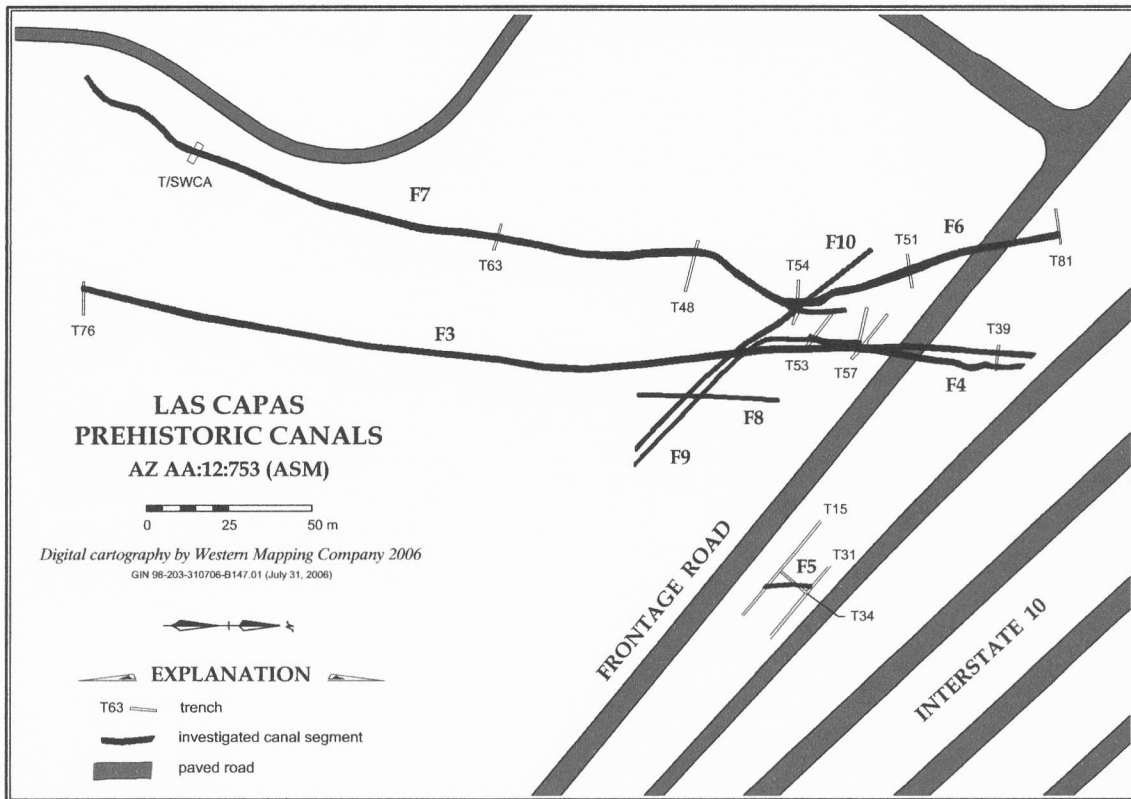 F7
F10
F6
T/SWCA
T51
T63
T54
T81
T48
T76
F3
T53
T57
T39
F4
F8
F9
LAS CAPAS
PREHISTORIC CANALS
AZ AA:12:753 (ASM)
0 25 50 m
Digital cartography by Western Mapping Company 2006
GIN 98-203-310706-B147.01 (July 31, 2006)
N
T15
T31
F5
T34
FRONTAGE ROAD
INTERSTATE 10
EXPLANATION
T63 trench
investigated canal segment
paved road